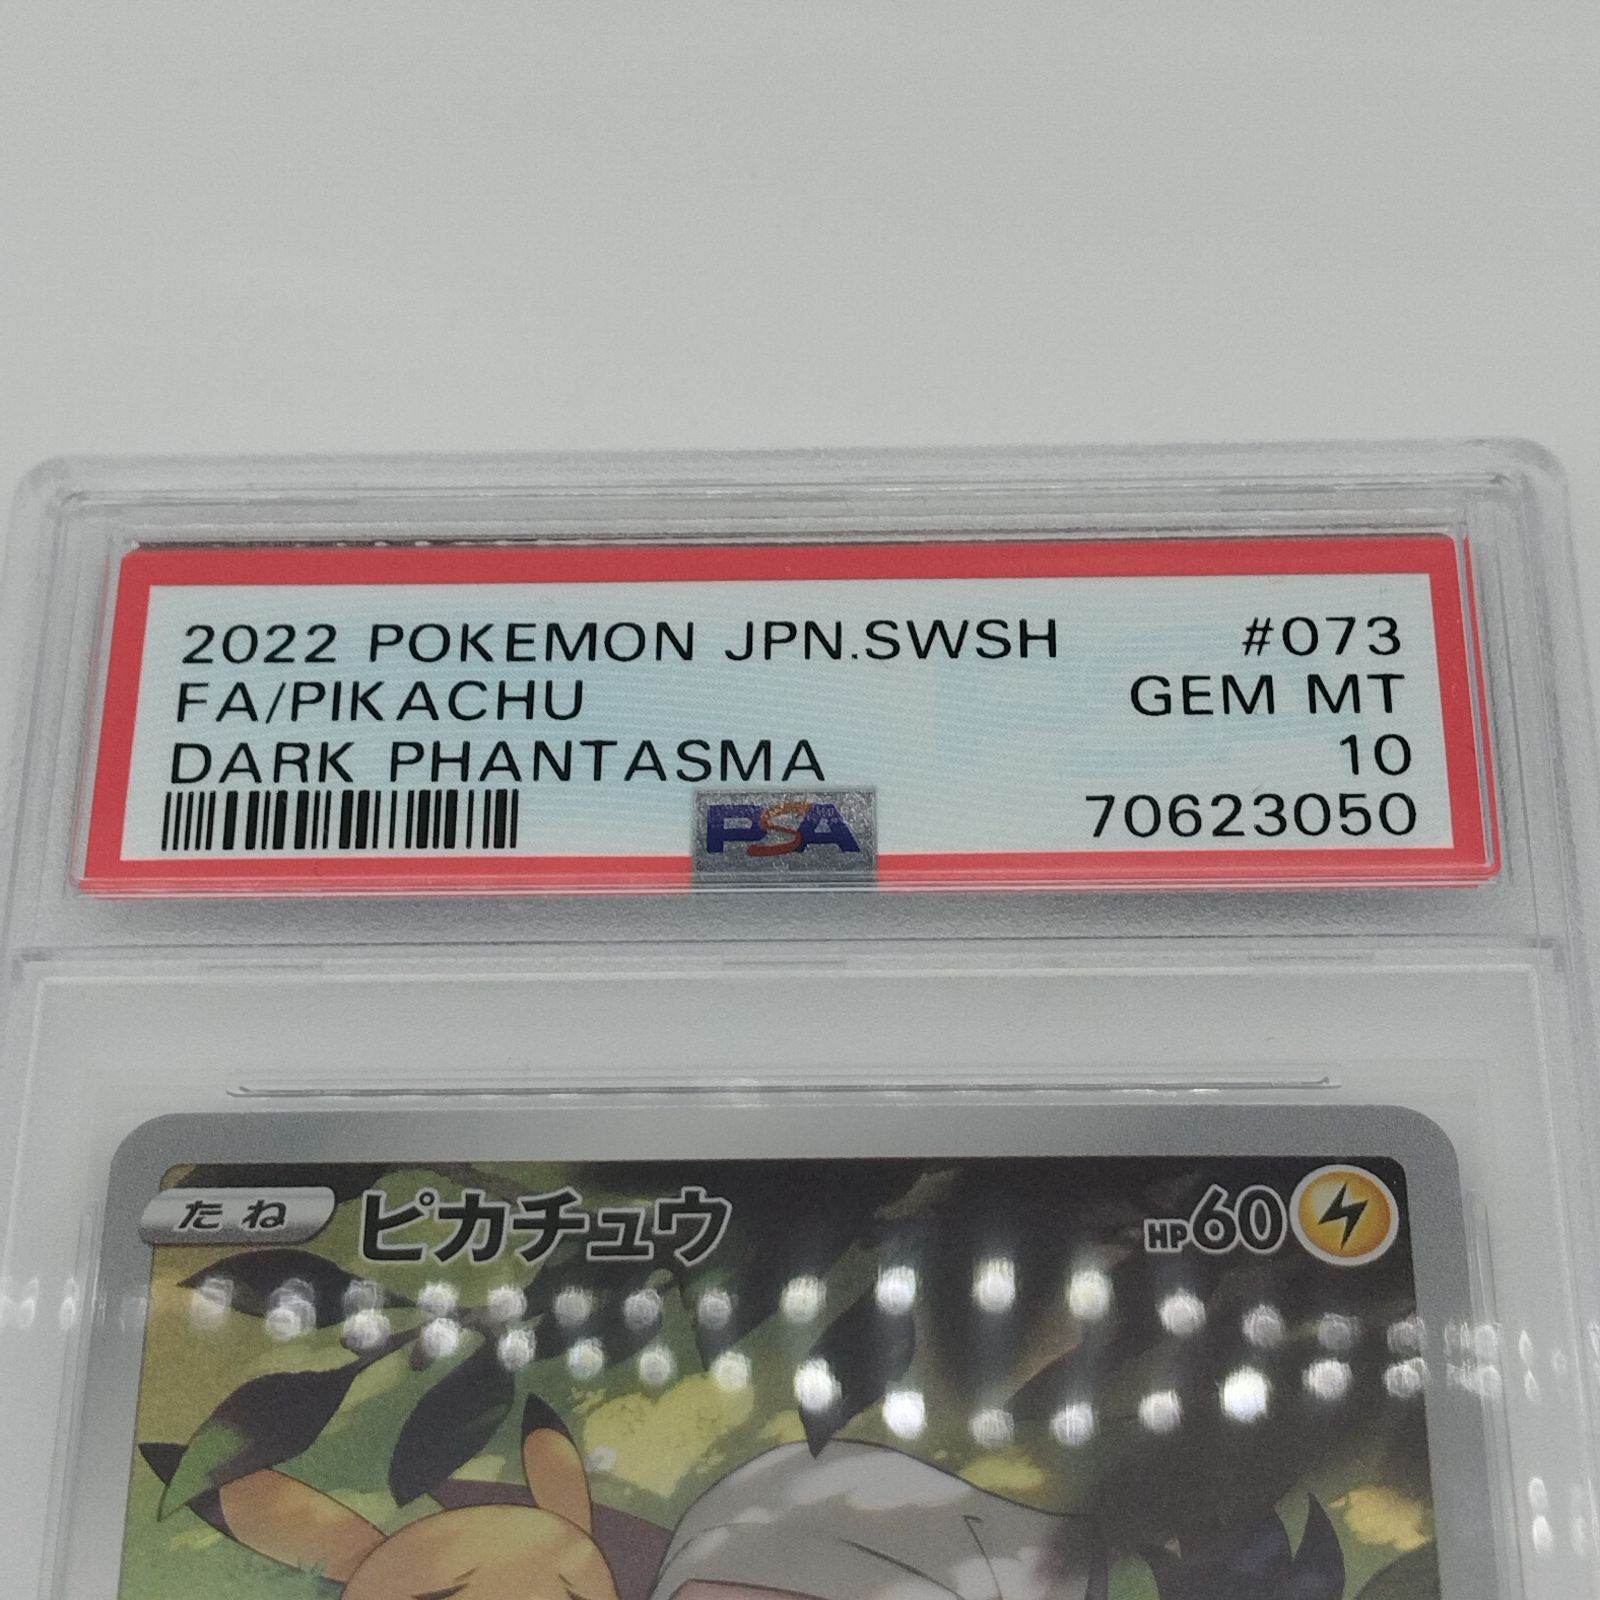 2022 POKEMON JPN.SWSH #073
FA/PIKACHU GEM MT
DARK PHANTASMA 10
PSA 70623050
たね ピカチュウ HP60